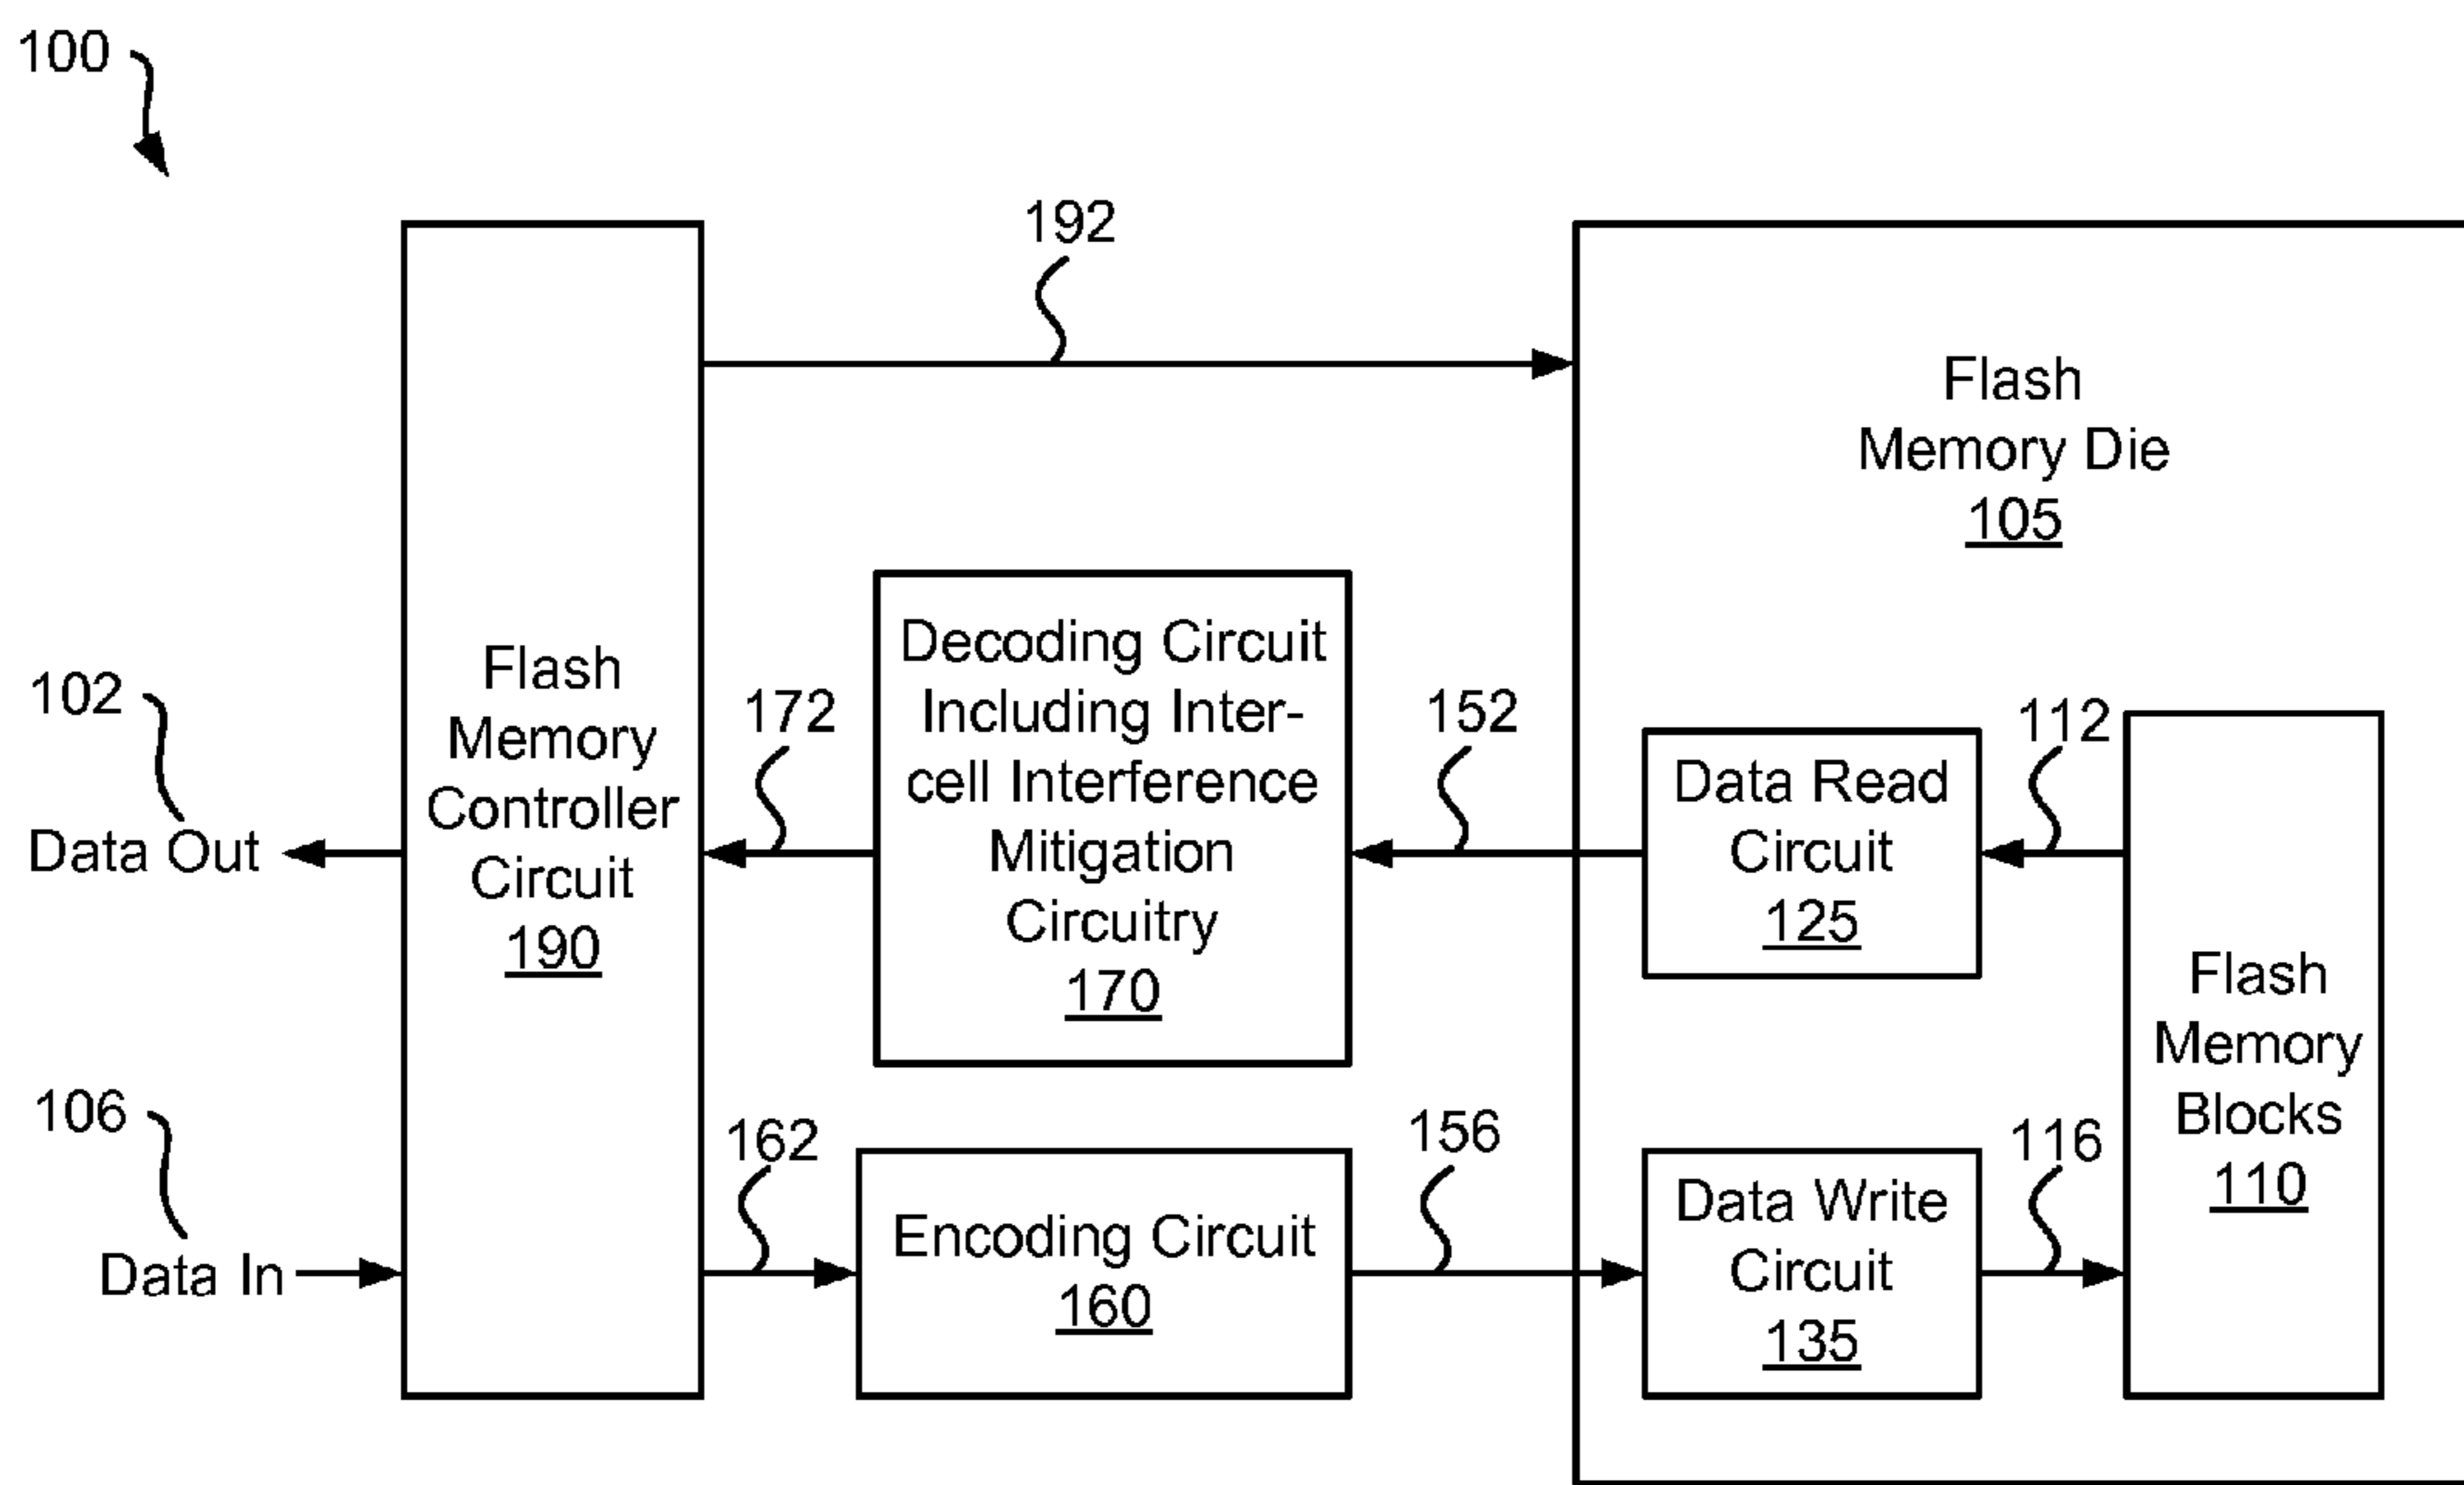 100
192
Flash
Memory Die
105
Decoding Circuit
Including Inter-
cell Interference
Mitigation
Circuitry
170
Flash
Memory
Controller
Circuit
190
102
172
152
112
Data Read
Circuit
125
Data Out
Flash
Memory
Blocks
110
106
162
156
116
Encoding Circuit
160
Data Write
Circuit
135
Data In